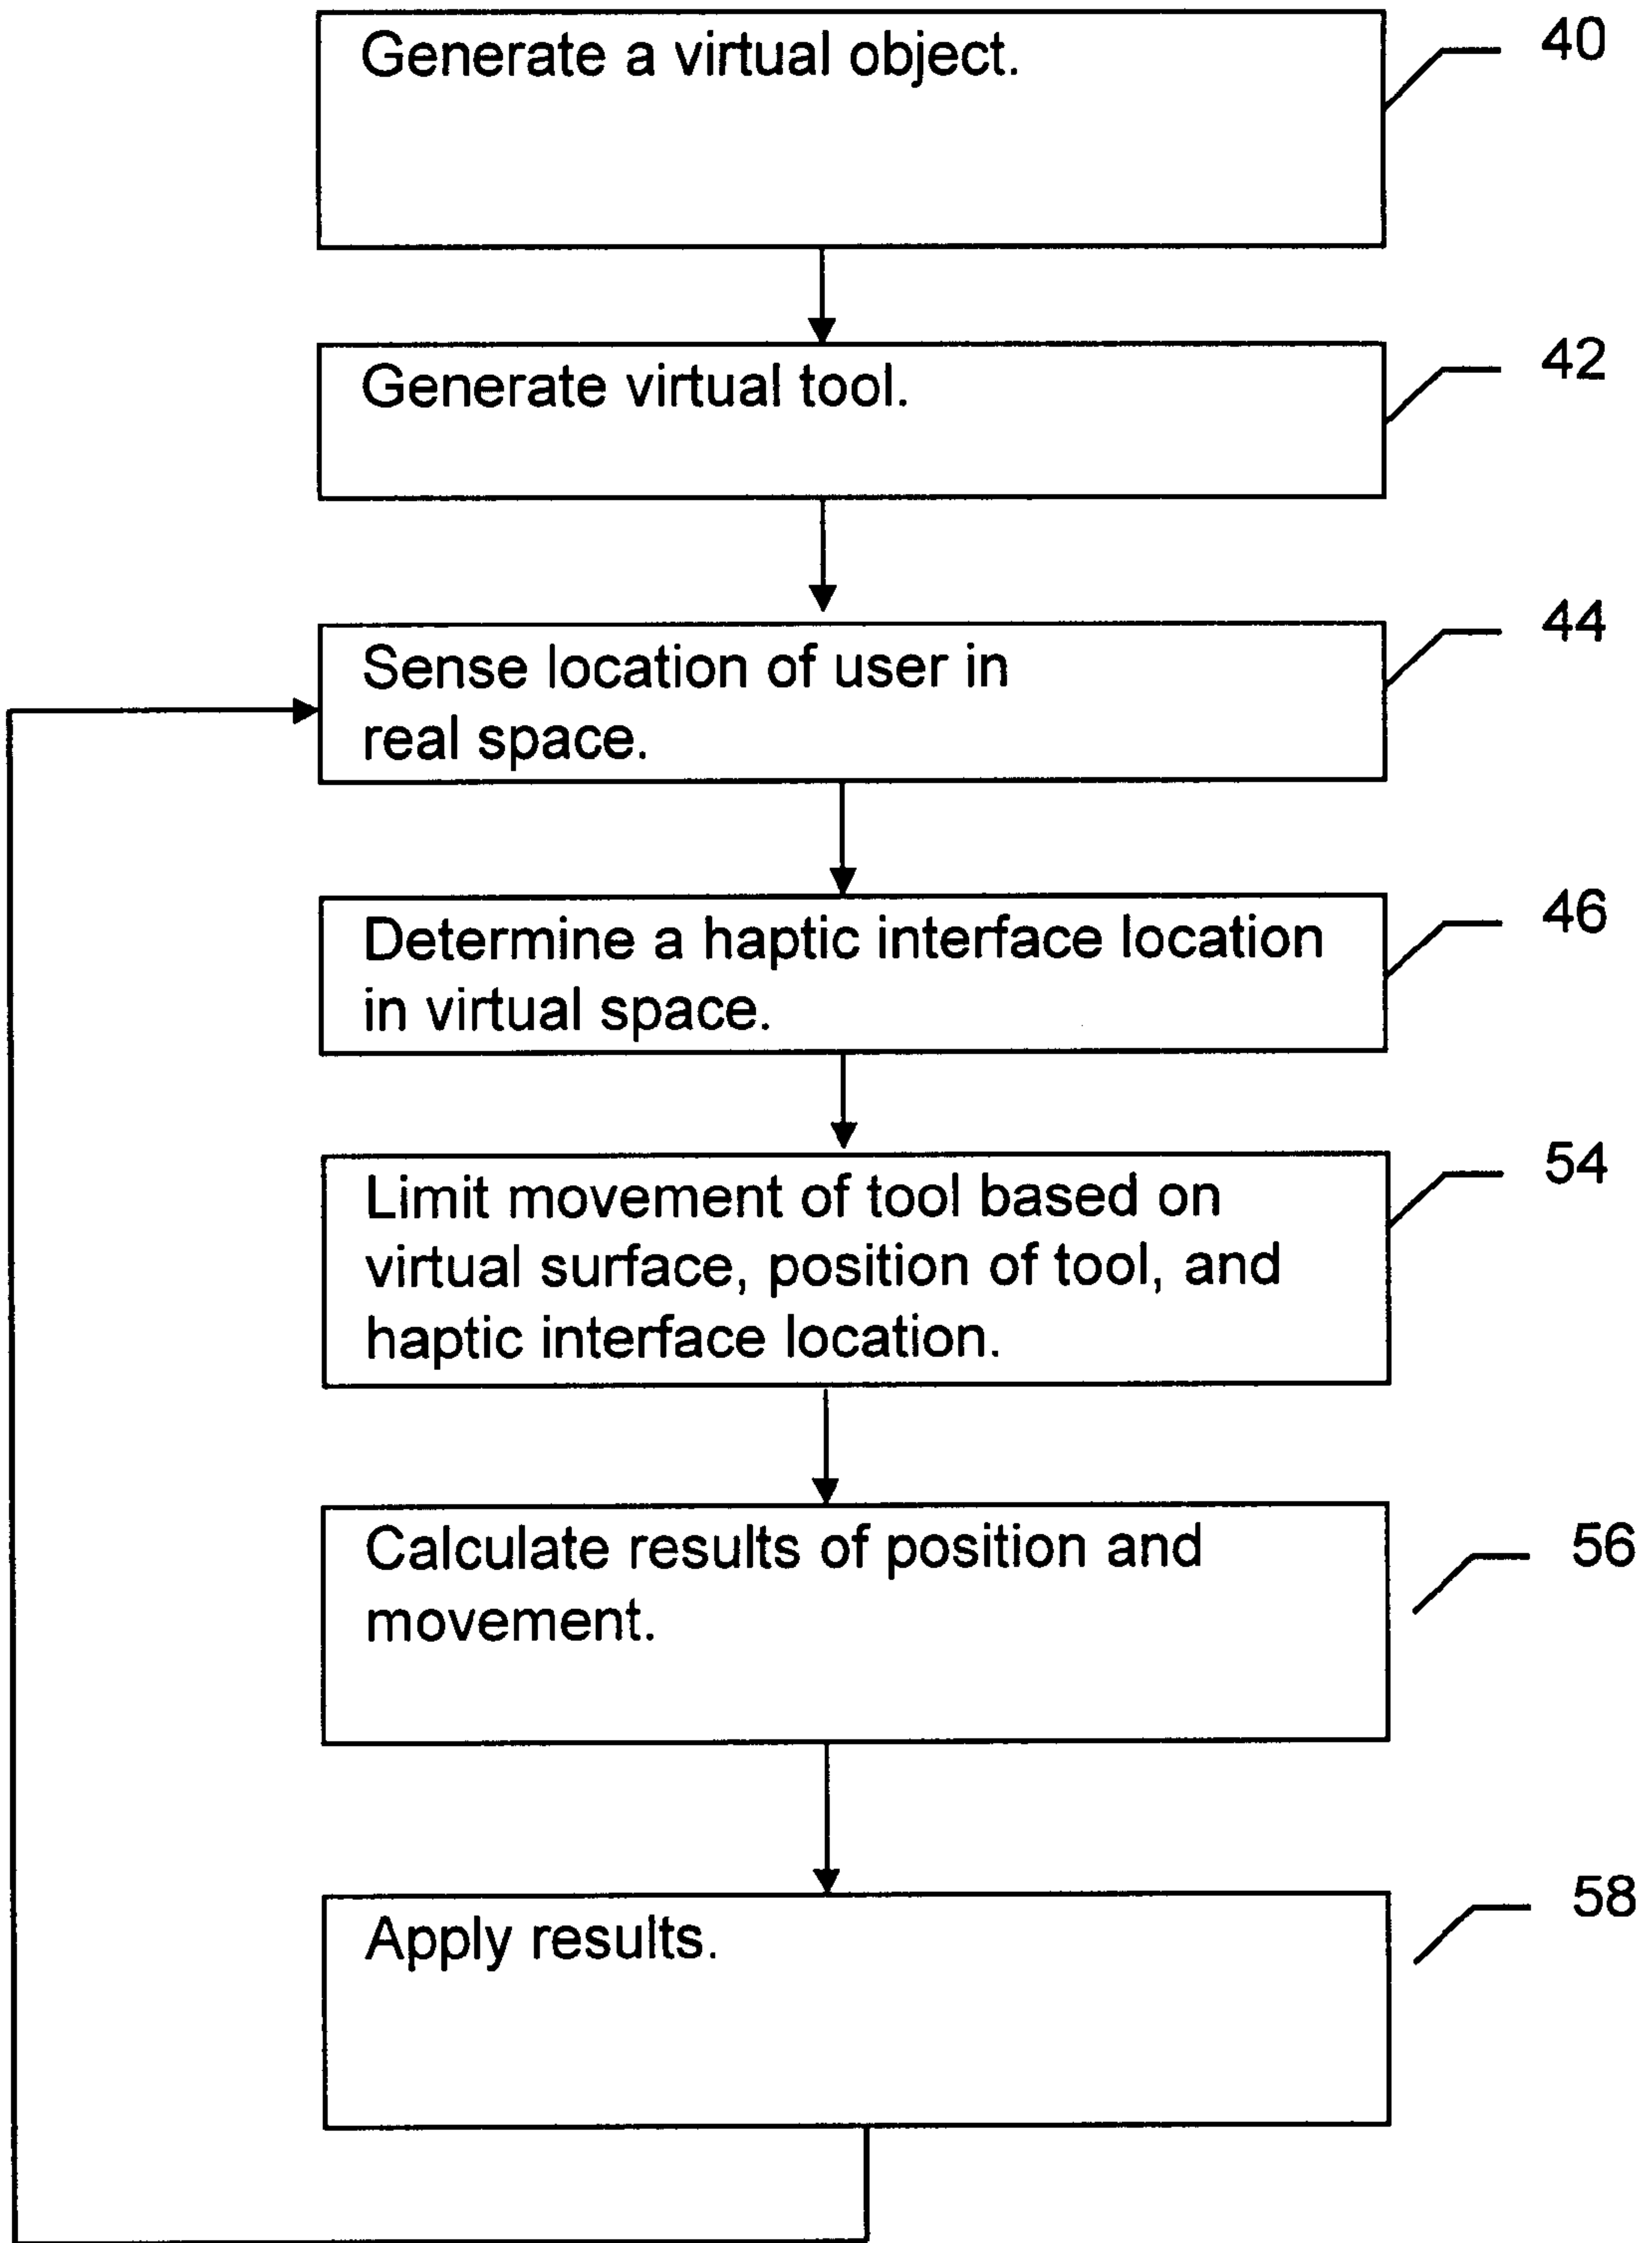 Generate a virtual object.
40
Generate virtual tool.
42
Sense location of user in
real space.
44
Determine a haptic interface location
in virtual space.
46
Limit movement of tool based on
virtual surface, position of tool, and
haptic interface location.
54
Calculate results of position and
movement.
56
Apply results.
58